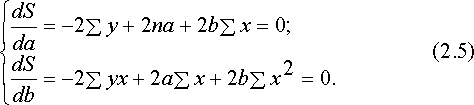 dS/da = −2∑ y + 2na + 2b∑ x = 0;
dS/db = −2∑ yx + 2a∑ x + 2b∑ x² = 0.
(2.5)